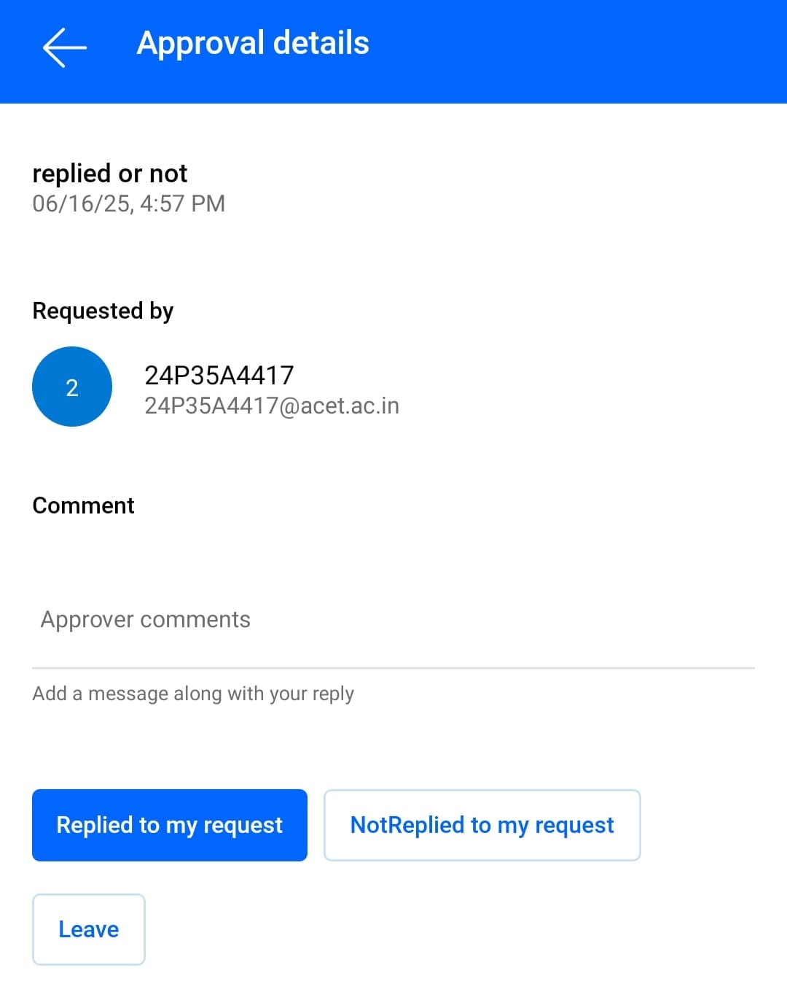 Approval details
replied or not
06/16/25, 4:57 PM
Requested by
2
24P35A4417
24P35A4417@acet.ac.in
Comment
Approver comments
Add a message along with your reply
Replied to my request
NotReplied to my request
Leave